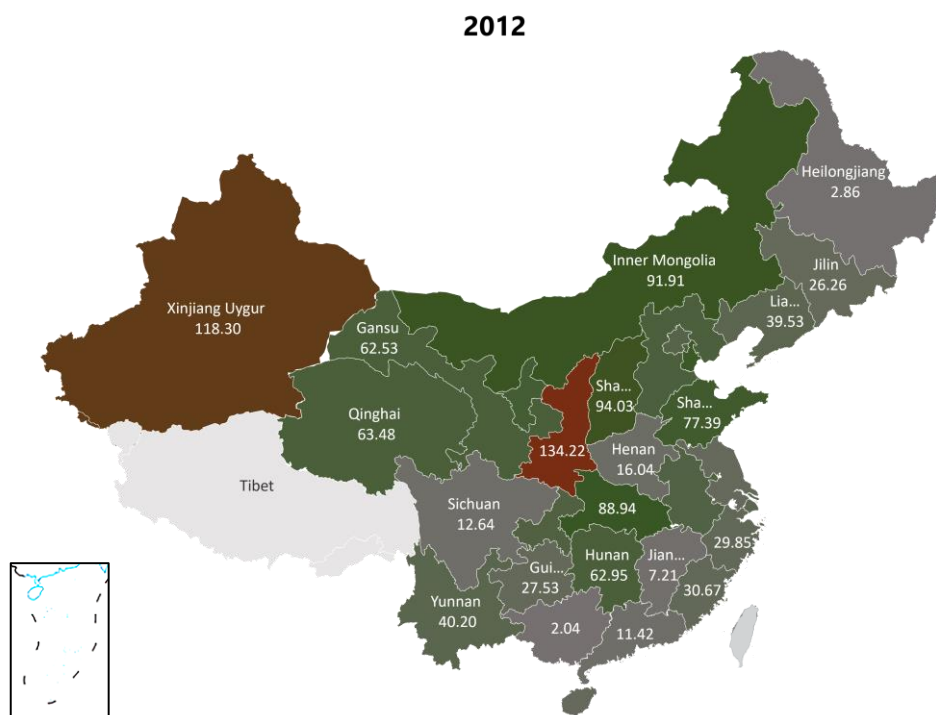 2012
Heilongjiang
2.86
Inner Mongolia
91.91
Jilin
26.26
Lia...
39.53
Xinjiang Uygur
118.30
Gansu
62.53
Sha...
94.03
Sha...
77.39
Qinghai
63.48
134.22
Henan
16.04
Tibet
Sichuan
12.64
88.94
29.85
Hunan
62.95
Jian...
7.21
Gui...
27.53
30.67
Yunnan
40.20
2.04
11.42